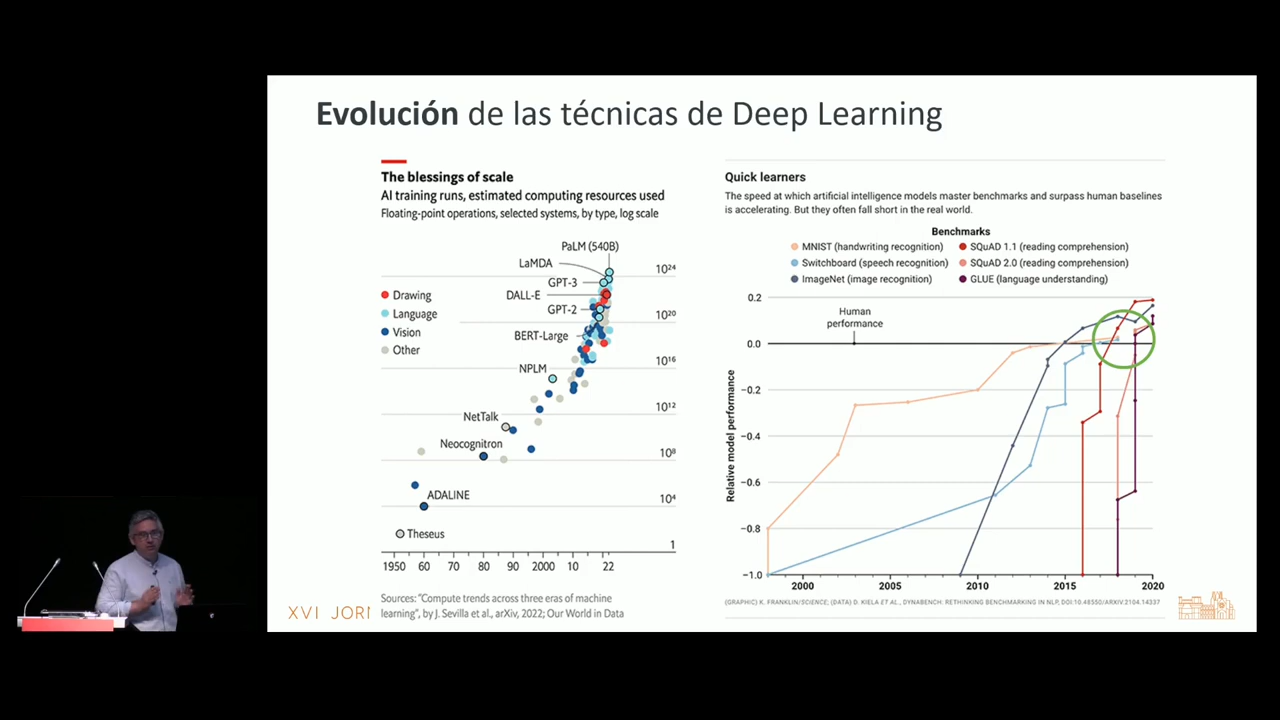 Evolución de las técnicas de Deep Learning
The blessings of scale
AI training runs, estimated computing resources used
Floating-point operations, selected systems, by type, log scale
PaLM (540B)
LaMDA
10²⁴
GPT-3
Drawing
DALL-E
Language
GPT-2
10²⁰
Vision
BERT-Large
Other
10¹⁶
NPLM
10¹²
NetTalk
Neocognitron
10⁸
ADALINE
10⁴
Theseus
1
1950 60 70 80 90 2000 10 22
Sources: "Compute trends across three eras of machine
learning", by J. Sevilla et al., arXiv, 2022; Our World in Data
Quick learners
The speed at which artificial intelligence models master benchmarks and surpass human baselines
is accelerating. But they often fall short in the real world.
Benchmarks
MNIST (handwriting recognition) SQuAD 1.1 (reading comprehension)
Switchboard (speech recognition) SQuAD 2.0 (reading comprehension)
ImageNet (image recognition) GLUE (language understanding)
0.2
Human
performance
0.0
−0.2
−0.4
−0.6
−0.8
−1.0
Relative model performance
2000 2005 2010 2015 2020
(GRAPHIC) K. FRANKLIN/SCIENCE; (DATA) D. KIELA ET AL., DYNABENCH: RETHINKING BENCHMARKING IN NLP, DOI:10.48550/ARXIV.2104.14337
XVI JORI